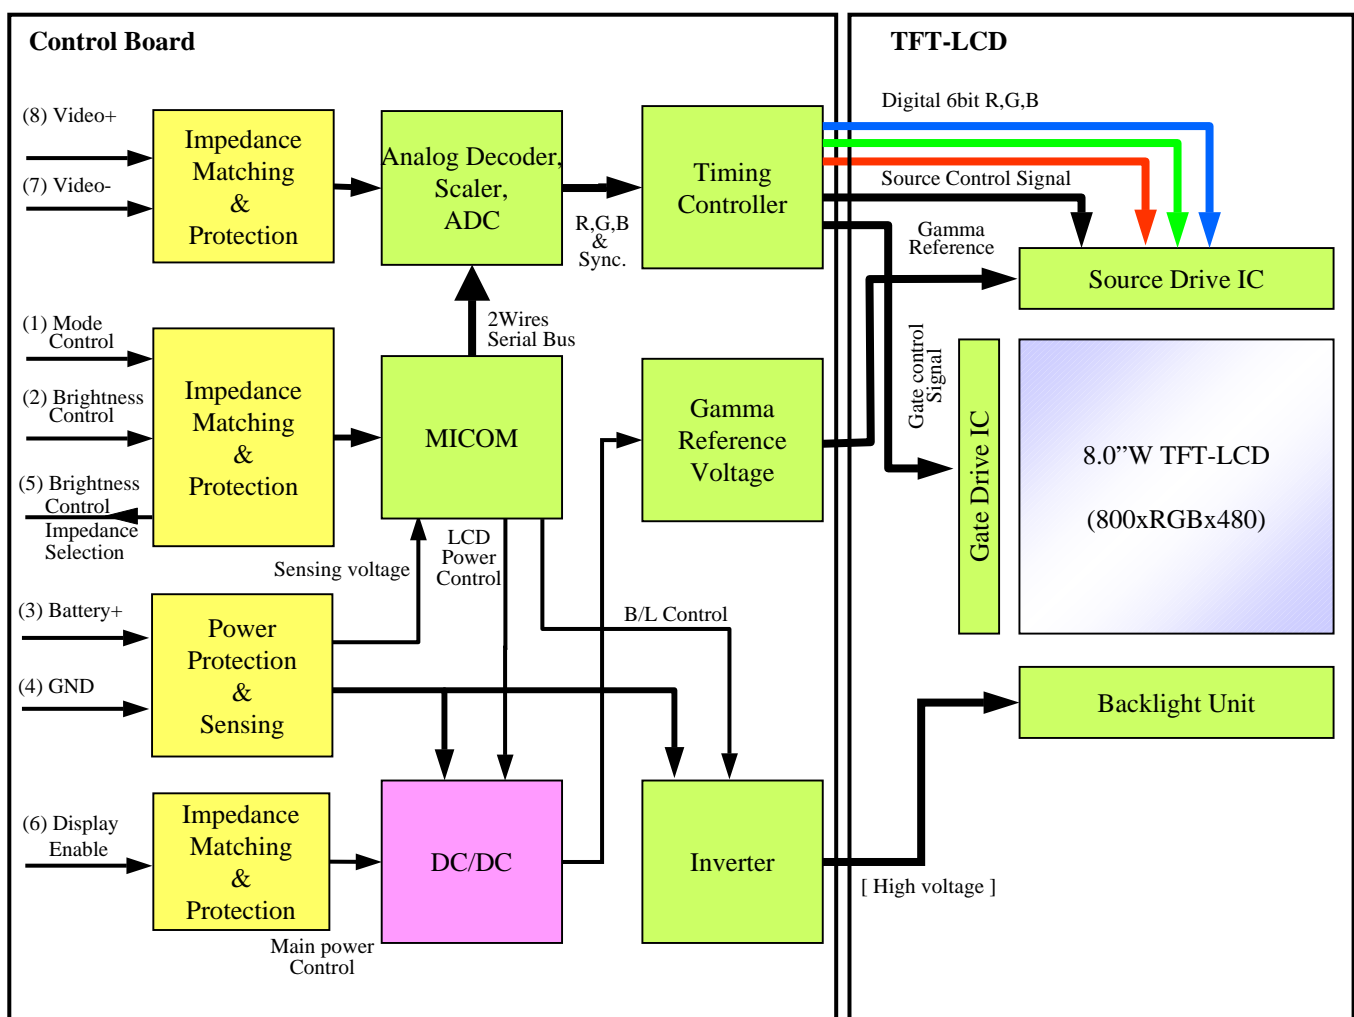 Control Board
TFT-LCD
(8) Video+
(7) Video-
Impedance
Matching
&
Protection
Analog Decoder,
Scaler,
ADC
R,G,B
&
Sync.
Timing
Controller
Digital 6bit R,G,B
Source Control Signal
Gamma
Reference
Source Drive IC
(1) Mode
Control
(2) Brightness
Control
(5) Brightness
Control
Impedance
Selection
Impedance
Matching
&
Protection
2Wires
Serial Bus
MICOM
Gamma
Reference
Voltage
Gate control
Signal
Gate Drive IC
8.0”W TFT-LCD
(800xRGBx480)
Sensing voltage
LCD
Power
Control
B/L Control
(3) Battery+
(4) GND
Power
Protection
&
Sensing
Backlight Unit
(6) Display
Enable
Impedance
Matching
&
Protection
Main power
Control
DC/DC
Inverter
[ High voltage ]